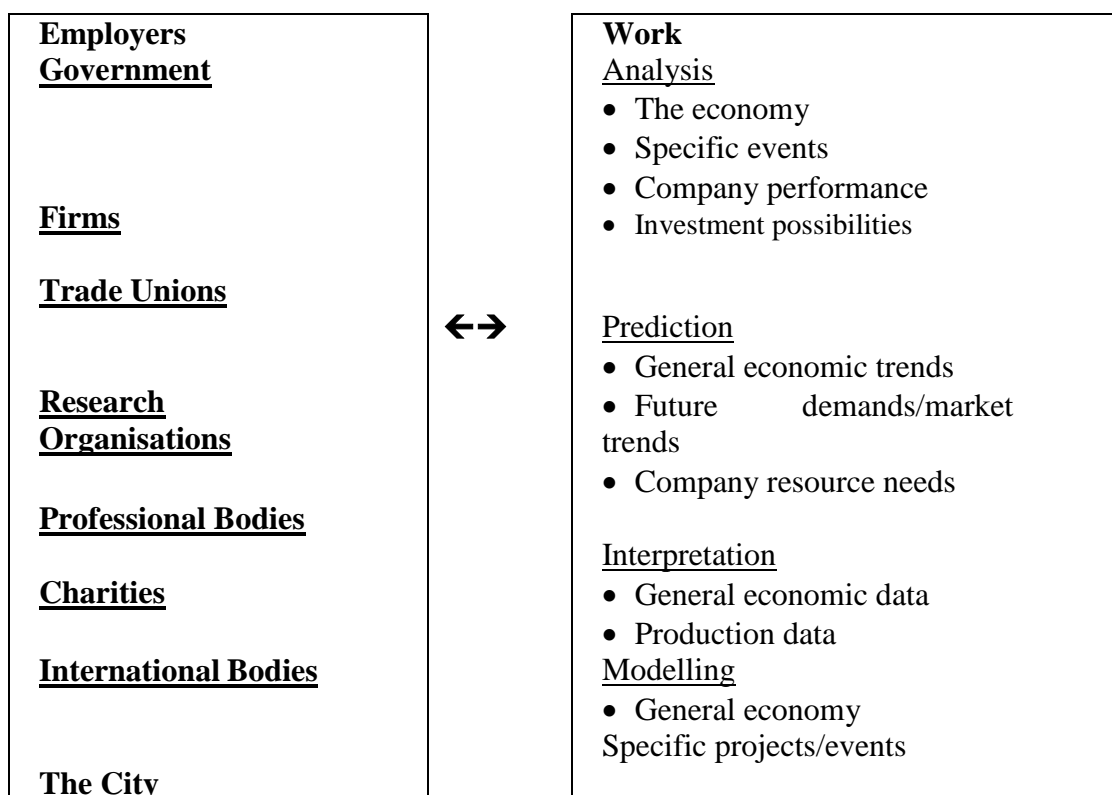 Employers
Government
Firms
Trade Unions
Research
Organisations
Professional Bodies
Charities
International Bodies
The City
←→
Work
Analysis
• The economy
• Specific events
• Company performance
• Investment possibilities
Prediction
• General economic trends
• Future demands/market
trends
• Company resource needs
Interpretation
• General economic data
• Production data
Modelling
• General economy
Specific projects/events